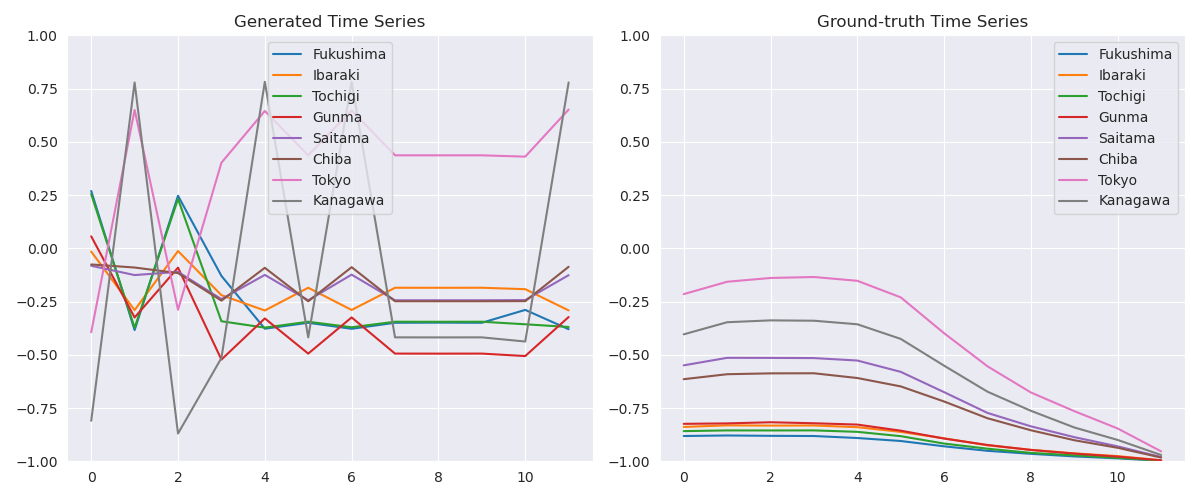 Generated Time Series
1.00
0.75
0.50
0.25
0.00
−0.25
−0.50
−0.75
−1.00
0 2 4 6 8 10
Fukushima
Ibaraki
Tochigi
Gunma
Saitama
Chiba
Tokyo
Kanagawa
Ground-truth Time Series
1.00
0.75
0.50
0.25
0.00
−0.25
−0.50
−0.75
−1.00
0 2 4 6 8 10
Fukushima
Ibaraki
Tochigi
Gunma
Saitama
Chiba
Tokyo
Kanagawa